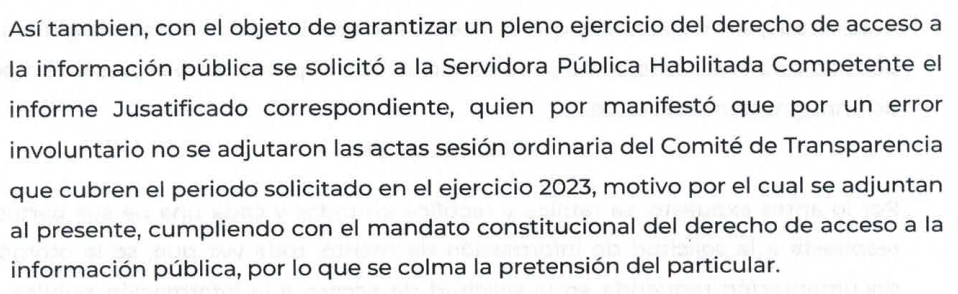 Así tambien, con el objeto de garantizar un pleno ejercicio del derecho de acceso a
la información pública se solicitó a la Servidora Pública Habilitada Competente el
informe Jusatificado correspondiente, quien por manifestó que por un error
involuntario no se adjutaron las actas sesión ordinaria del Comité de Transparencia
que cubren el periodo solicitado en el ejercicio 2023, motivo por el cual se adjuntan
al presente, cumpliendo con el mandato constitucional del derecho de acceso a la
información pública, por lo que se colma la pretensión del particular.